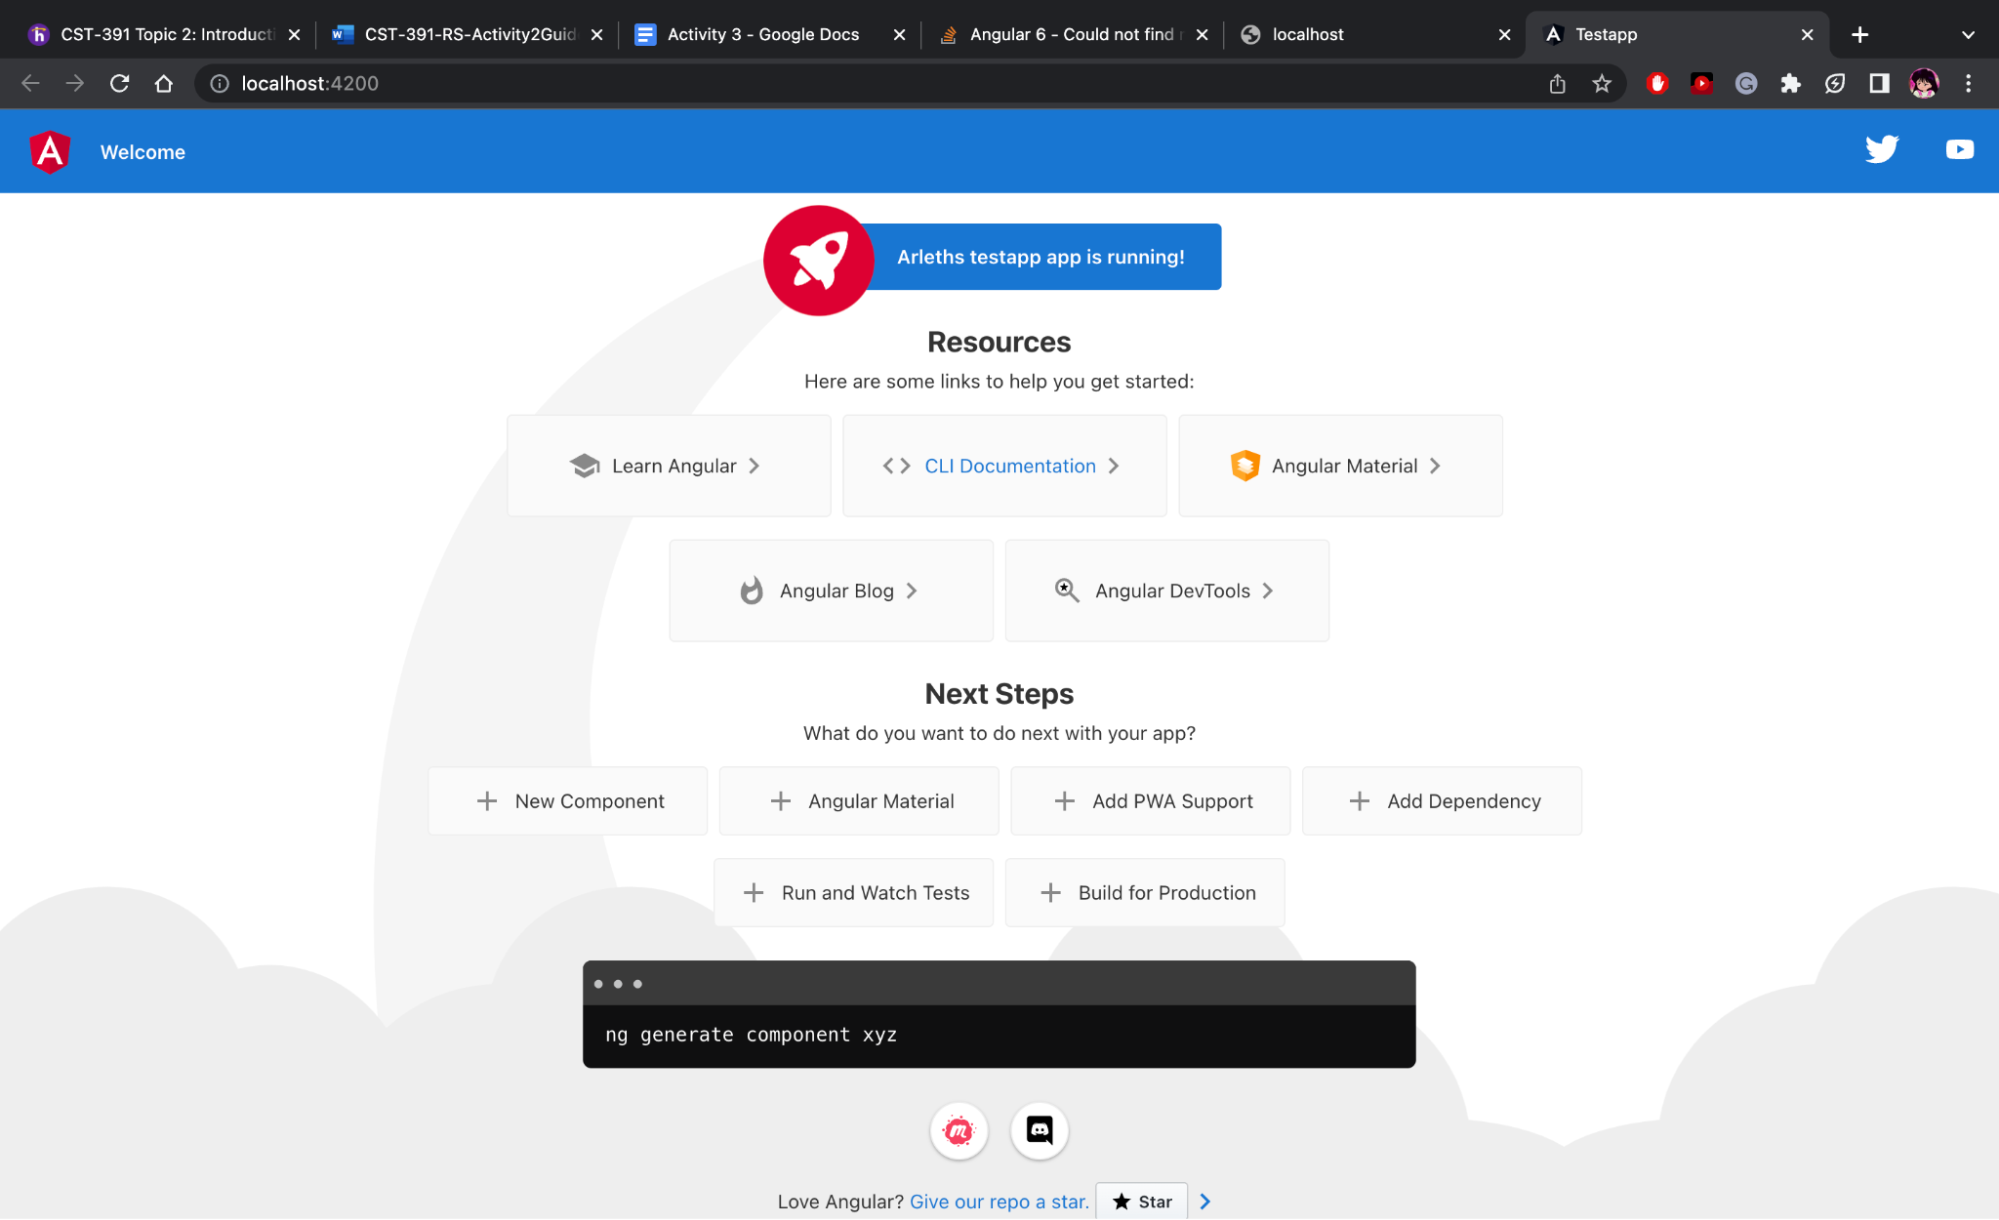 CST-391 Topic 2: Introducti
CST-391-RS-Activity2Guid
Activity 3 - Google Docs
Angular 6 - Could not find
localhost
Testapp
localhost:4200
Welcome
Arleths testapp app is running!
Resources
Here are some links to help you get started:
Learn Angular
CLI Documentation
Angular Material
Angular Blog
Angular DevTools
Next Steps
What do you want to do next with your app?
New Component
Angular Material
Add PWA Support
Add Dependency
Run and Watch Tests
Build for Production
ng generate component xyz
Love Angular? Give our repo a star.
Star